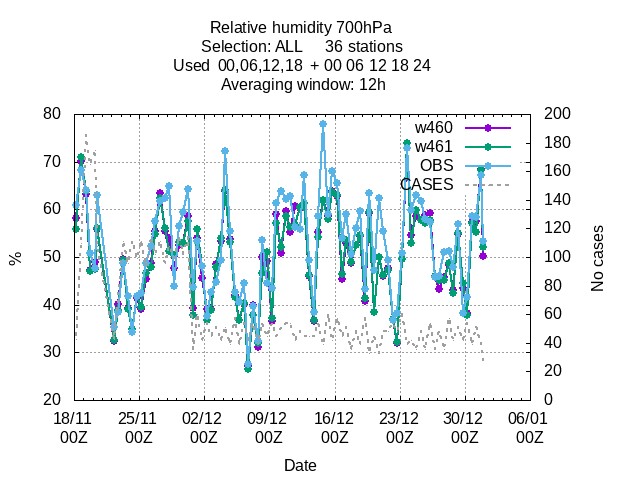 Relative humidity 700hPa
Selection: ALL 36 stations
Used 00,06,12,18 + 00 06 12 18 24
Averaging window: 12h
80 200
w460
180
w461
70 160
OBS
CASES
140
60 120
% 50 100 No cases
40 80
60
30 40
20
20 0
18/11 25/11 02/12 09/12 16/12 23/12 30/12 06/01
00Z 00Z 00Z 00Z 00Z 00Z 00Z 00Z
Date